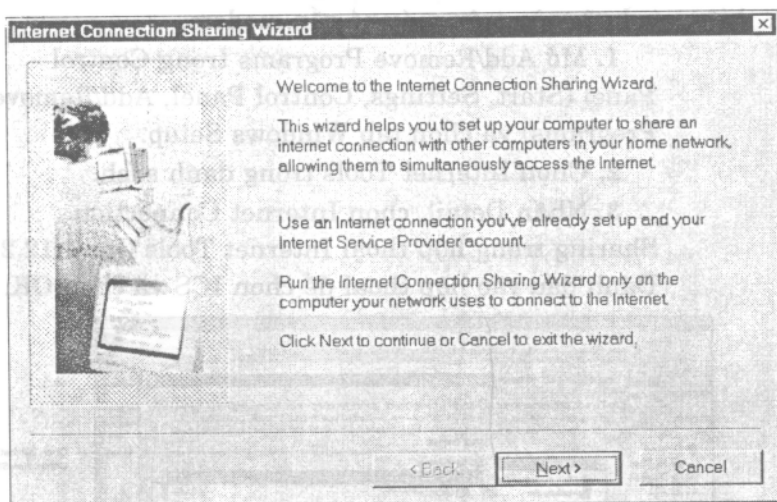 Internet Connection Sharing Wizard
Welcome to the Internet Connection Sharing Wizard.
This wizard helps you to set up your computer to share an
internet connection with other computers in your home network,
allowing them to simultaneously access the Internet.
Use an Internet connection you've already set up and your
Internet Service Provider account.
Run the Internet Connection Sharing Wizard only on the
computer your network uses to connect to the Internet.
Click Next to continue or Cancel to exit the wizard.
< Back
Next >
Cancel